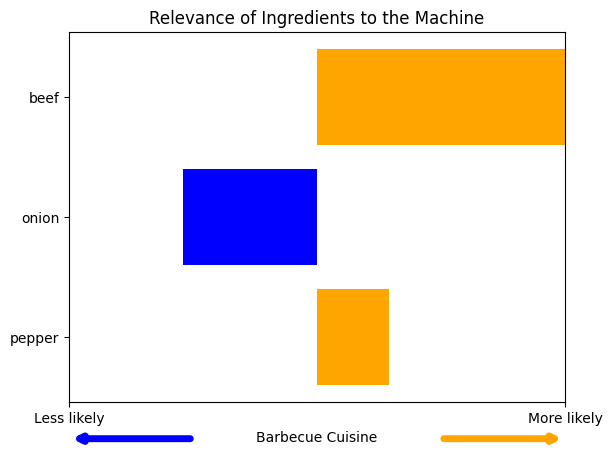 Relevance of Ingredients to the Machine
beef
onion
pepper
Less likely
More likely
Barbecue Cuisine